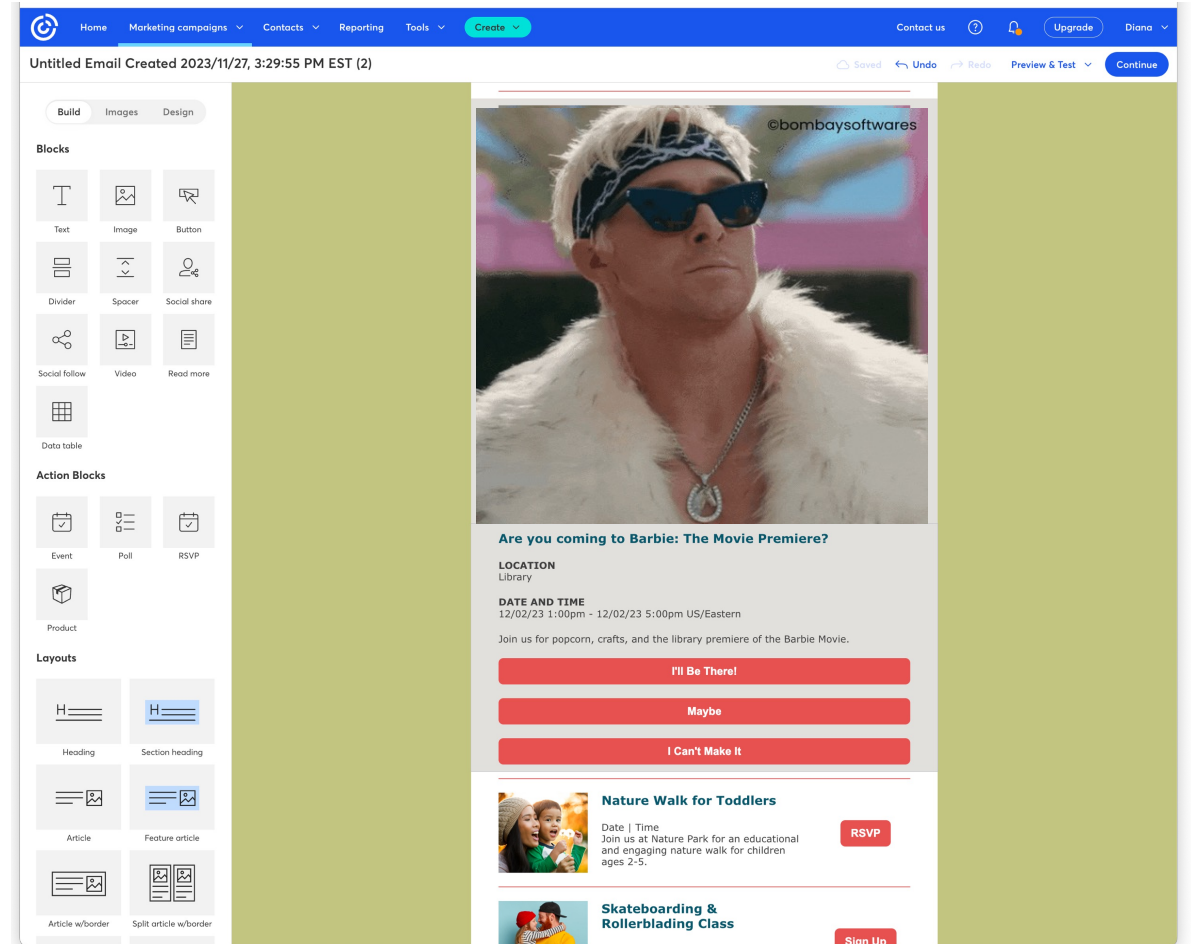 Home Marketing campaigns Contacts Reporting Tools Create Contact us ? Upgrade Diana
Untitled Email Created 2023/11/27, 3:29:55 PM EST (2) Saved Undo Redo Preview & Test Continue
Build Images Design
Blocks
Text Image Button
Divider Spacer Social share
Social follow Video Read more
Data table
Action Blocks
Event Poll RSVP
Product
Layouts
H H
Heading Section heading
Article Feature article
Article w/border Split article w/border
©bombaysoftwares
Are you coming to Barbie: The Movie Premiere?
LOCATION
Library
DATE AND TIME
12/02/23 1:00pm - 12/02/23 5:00pm US/Eastern
Join us for popcorn, crafts, and the library premiere of the Barbie Movie.
I'll Be There!
Maybe
I Can't Make It
Nature Walk for Toddlers
Date | Time
Join us at Nature Park for an educational
and engaging nature walk for children
ages 2-5.
RSVP
Skateboarding &
Rollerblading Class
Sign Up